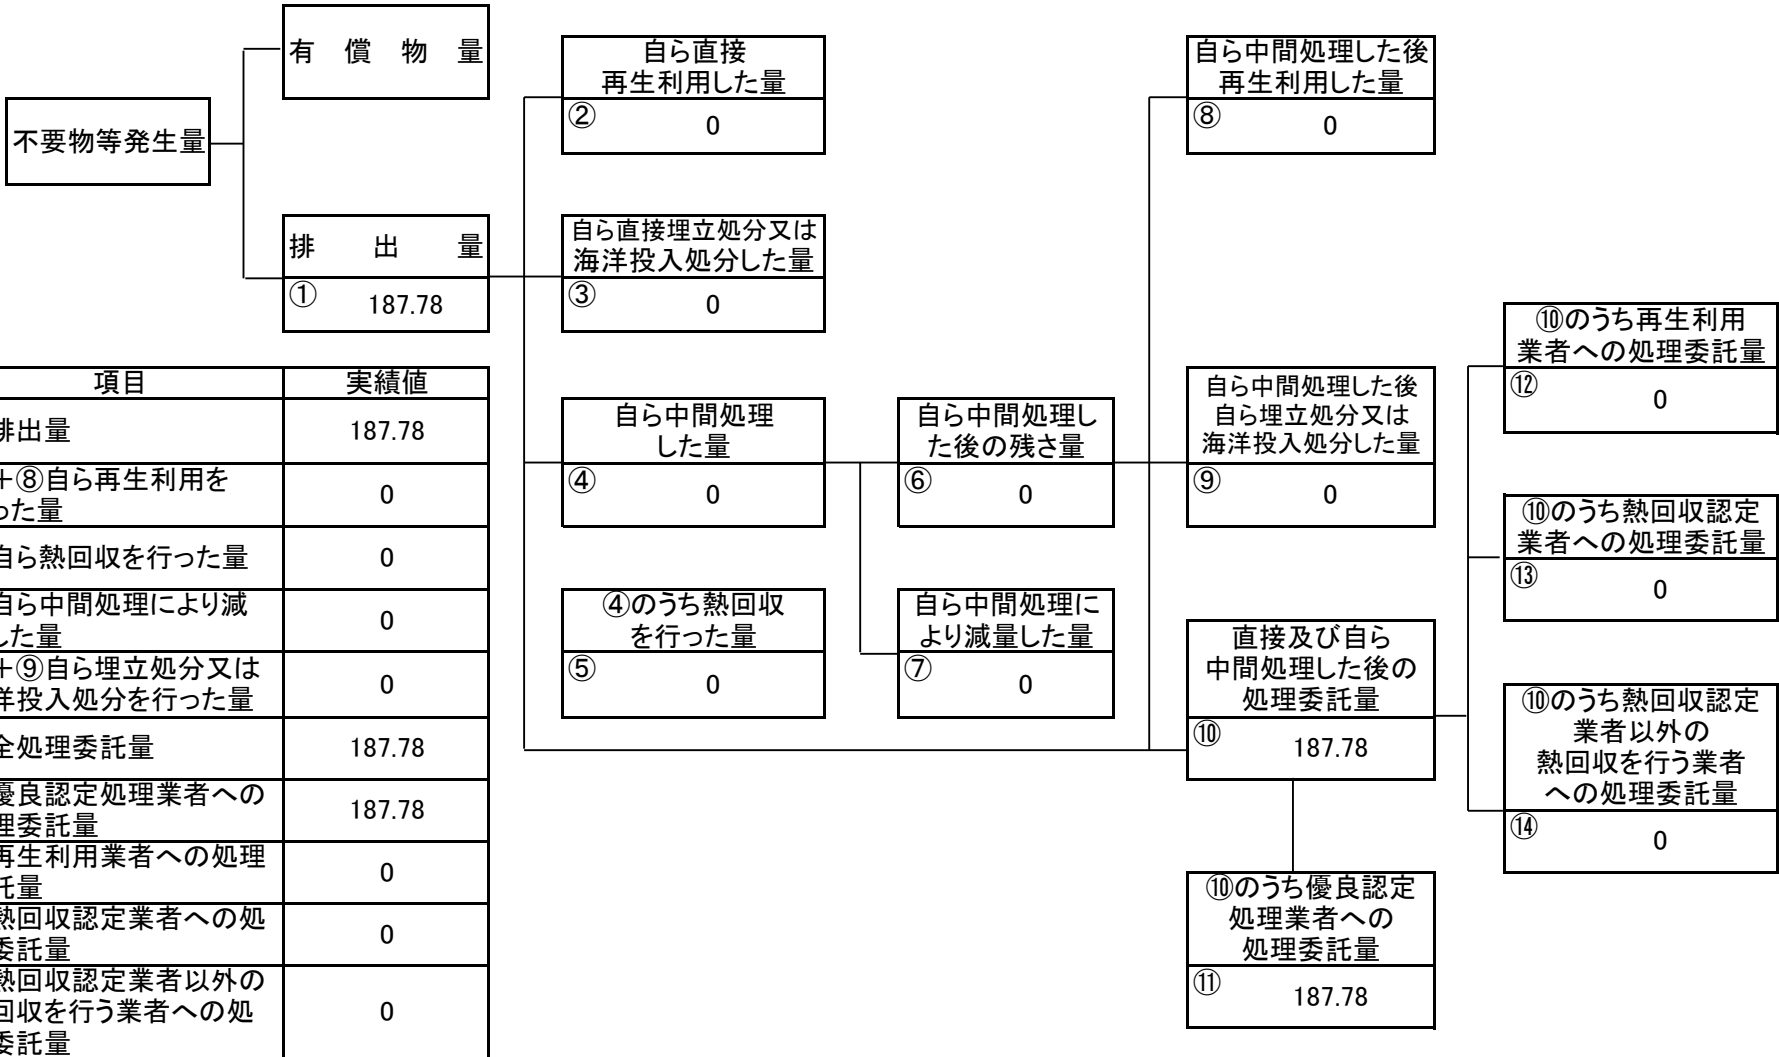 有 償 物 量
不要物等発生量
排 出 量
① 187.78
自ら直接
再生利用した量
② 0
自ら直接埋立処分又は
海洋投入処分した量
③ 0
自ら中間処理
した量
④ 0
④のうち熱回収
を行った量
⑤ 0
自ら中間処理し
た後の残さ量
⑥ 0
自ら中間処理に
より減量した量
⑦ 0
自ら中間処理した後
再生利用した量
⑧ 0
自ら中間処理した後
自ら埋立処分又は
海洋投入処分した量
⑨ 0
直接及び自ら
中間処理した後の
処理委託量
⑩ 187.78
⑩のうち優良認定
処理業者への
処理委託量
⑪ 187.78
⑩のうち再生利用
業者への処理委託量
⑫ 0
⑩のうち熱回収認定
業者への処理委託量
⑬ 0
⑩のうち熱回収認定
業者以外の
熱回収を行う業者
への処理委託量
⑭ 0
項目 実績値
排出量 187.78
+⑧自ら再生利用を
った量 0
自ら熱回収を行った量 0
自ら中間処理により減
した量 0
+⑨自ら埋立処分又は
洋投入処分を行った量 0
全処理委託量 187.78
優良認定処理業者への
理委託量 187.78
再生利用業者への処理
託量 0
熱回収認定業者への処
委託量 0
熱回収認定業者以外の
回収を行う業者への処
委託量 0